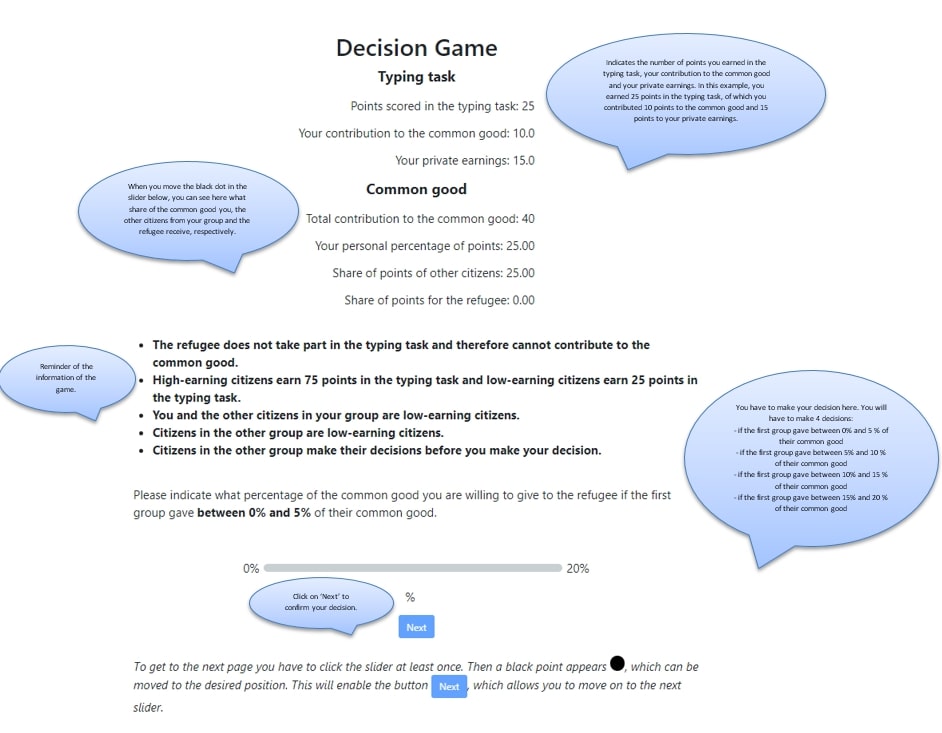 Decision Game
Typing task
Points scored in the typing task: 25
Your contribution to the common good: 10.0
Your private earnings: 15.0
Indicates the number of points you earned in the
typing task, your contribution to the common good
and your private earnings. In this example, you
earned 25 points in the typing task, of which you
contributed 10 points to the common good and 15
points to your private earnings.
Common good
Total contribution to the common good: 40
Your personal percentage of points: 25.00
Share of points of other citizens: 25.00
Share of points for the refugee: 0.00
When you move the black dot in the
slider below, you can see here what
share of the common good you, the
other citizens from your group and the
refugee receive, respectively.
• The refugee does not take part in the typing task and therefore cannot contribute to the
common good.
• High-earning citizens earn 75 points in the typing task and low-earning citizens earn 25 points in
the typing task.
• You and the other citizens in your group are low-earning citizens.
• Citizens in the other group are low-earning citizens.
• Citizens in the other group make their decisions before you make your decision.
Reminder of the
information of the
game.
Please indicate what percentage of the common good you are willing to give to the refugee if the first
group gave between 0% and 5% of their common good.
You have to make your decision here. You will
have to make 4 decisions:
- if the first group gave between 0% and 5 % of
their common good
- if the first group gave between 5% and 10 %
of their common good
- if the first group gave between 10% and 15 %
of their common good
- if the first group gave between 15% and 20 %
of their common good
0% 20%
%
Click on 'Next' to
confirm your decision.
Next
To get to the next page you have to click the slider at least once. Then a black point appears , which can be
moved to the desired position. This will enable the button Next , which allows you to move on to the next
slider.